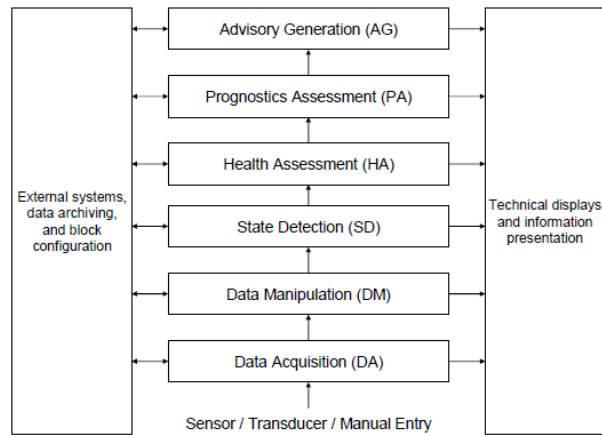 Advisory Generation (AG)
Prognostics Assessment (PA)
Health Assessment (HA)
External systems,
data archiving,
and block
configuration
Technical displays
and information
presentation
State Detection (SD)
Data Manipulation (DM)
Data Acquisition (DA)
Sensor / Transducer / Manual Entry